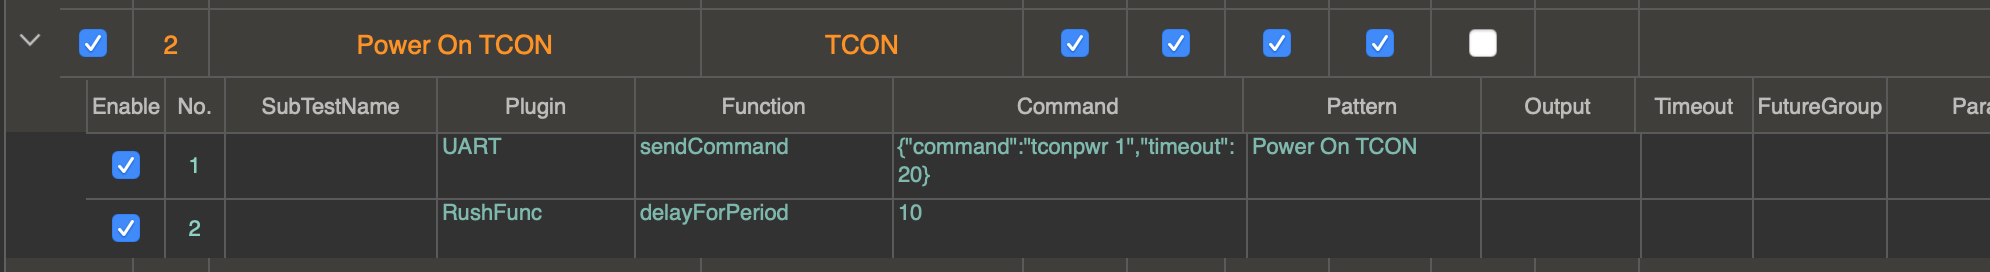 2 Power On TCON TCON
Enable No. SubTestName Plugin Function Command Pattern Output Timeout FutureGroup Para
1 UART sendCommand {"command":"tconpwr 1","timeout": Power On TCON
20}
2 RushFunc delayForPeriod 10